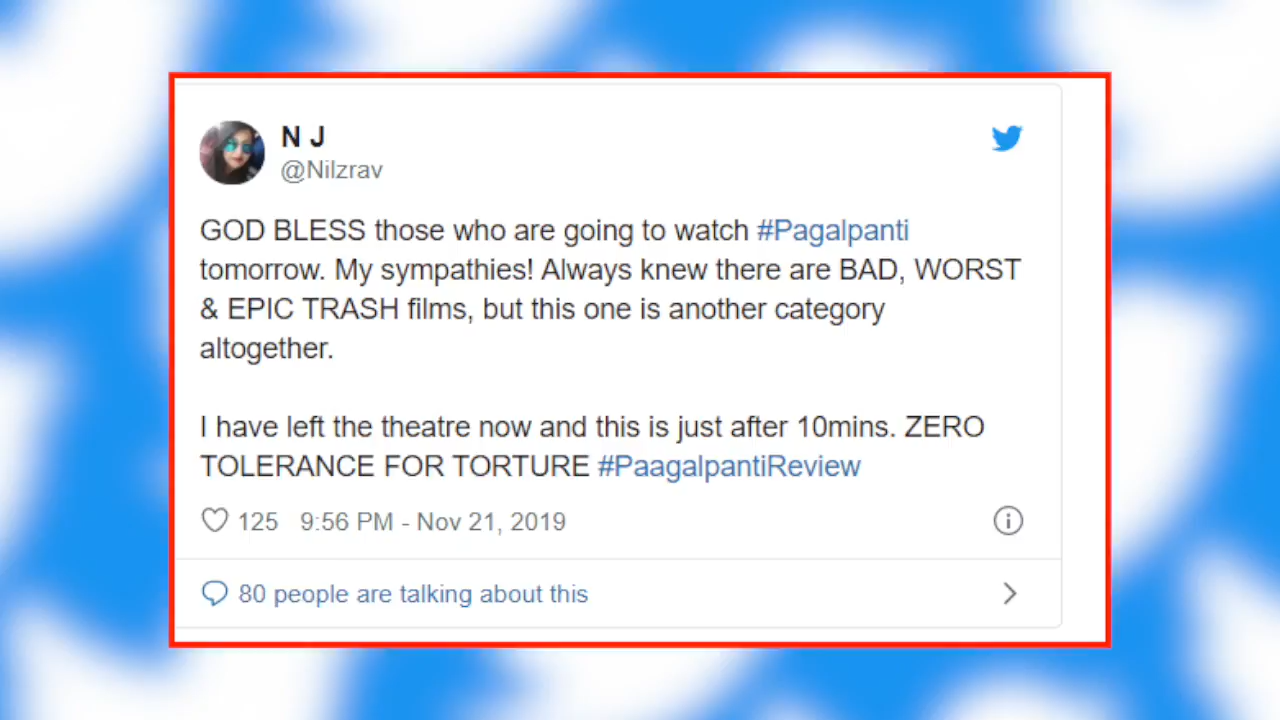 N J
@Nilzrav
GOD BLESS those who are going to watch #Pagalpanti
tomorrow. My sympathies! Always knew there are BAD, WORST
& EPIC TRASH films, but this one is another category
altogether.
I have left the theatre now and this is just after 10mins. ZERO
TOLERANCE FOR TORTURE #PaagalpantiReview
125 9:56 PM - Nov 21, 2019
80 people are talking about this